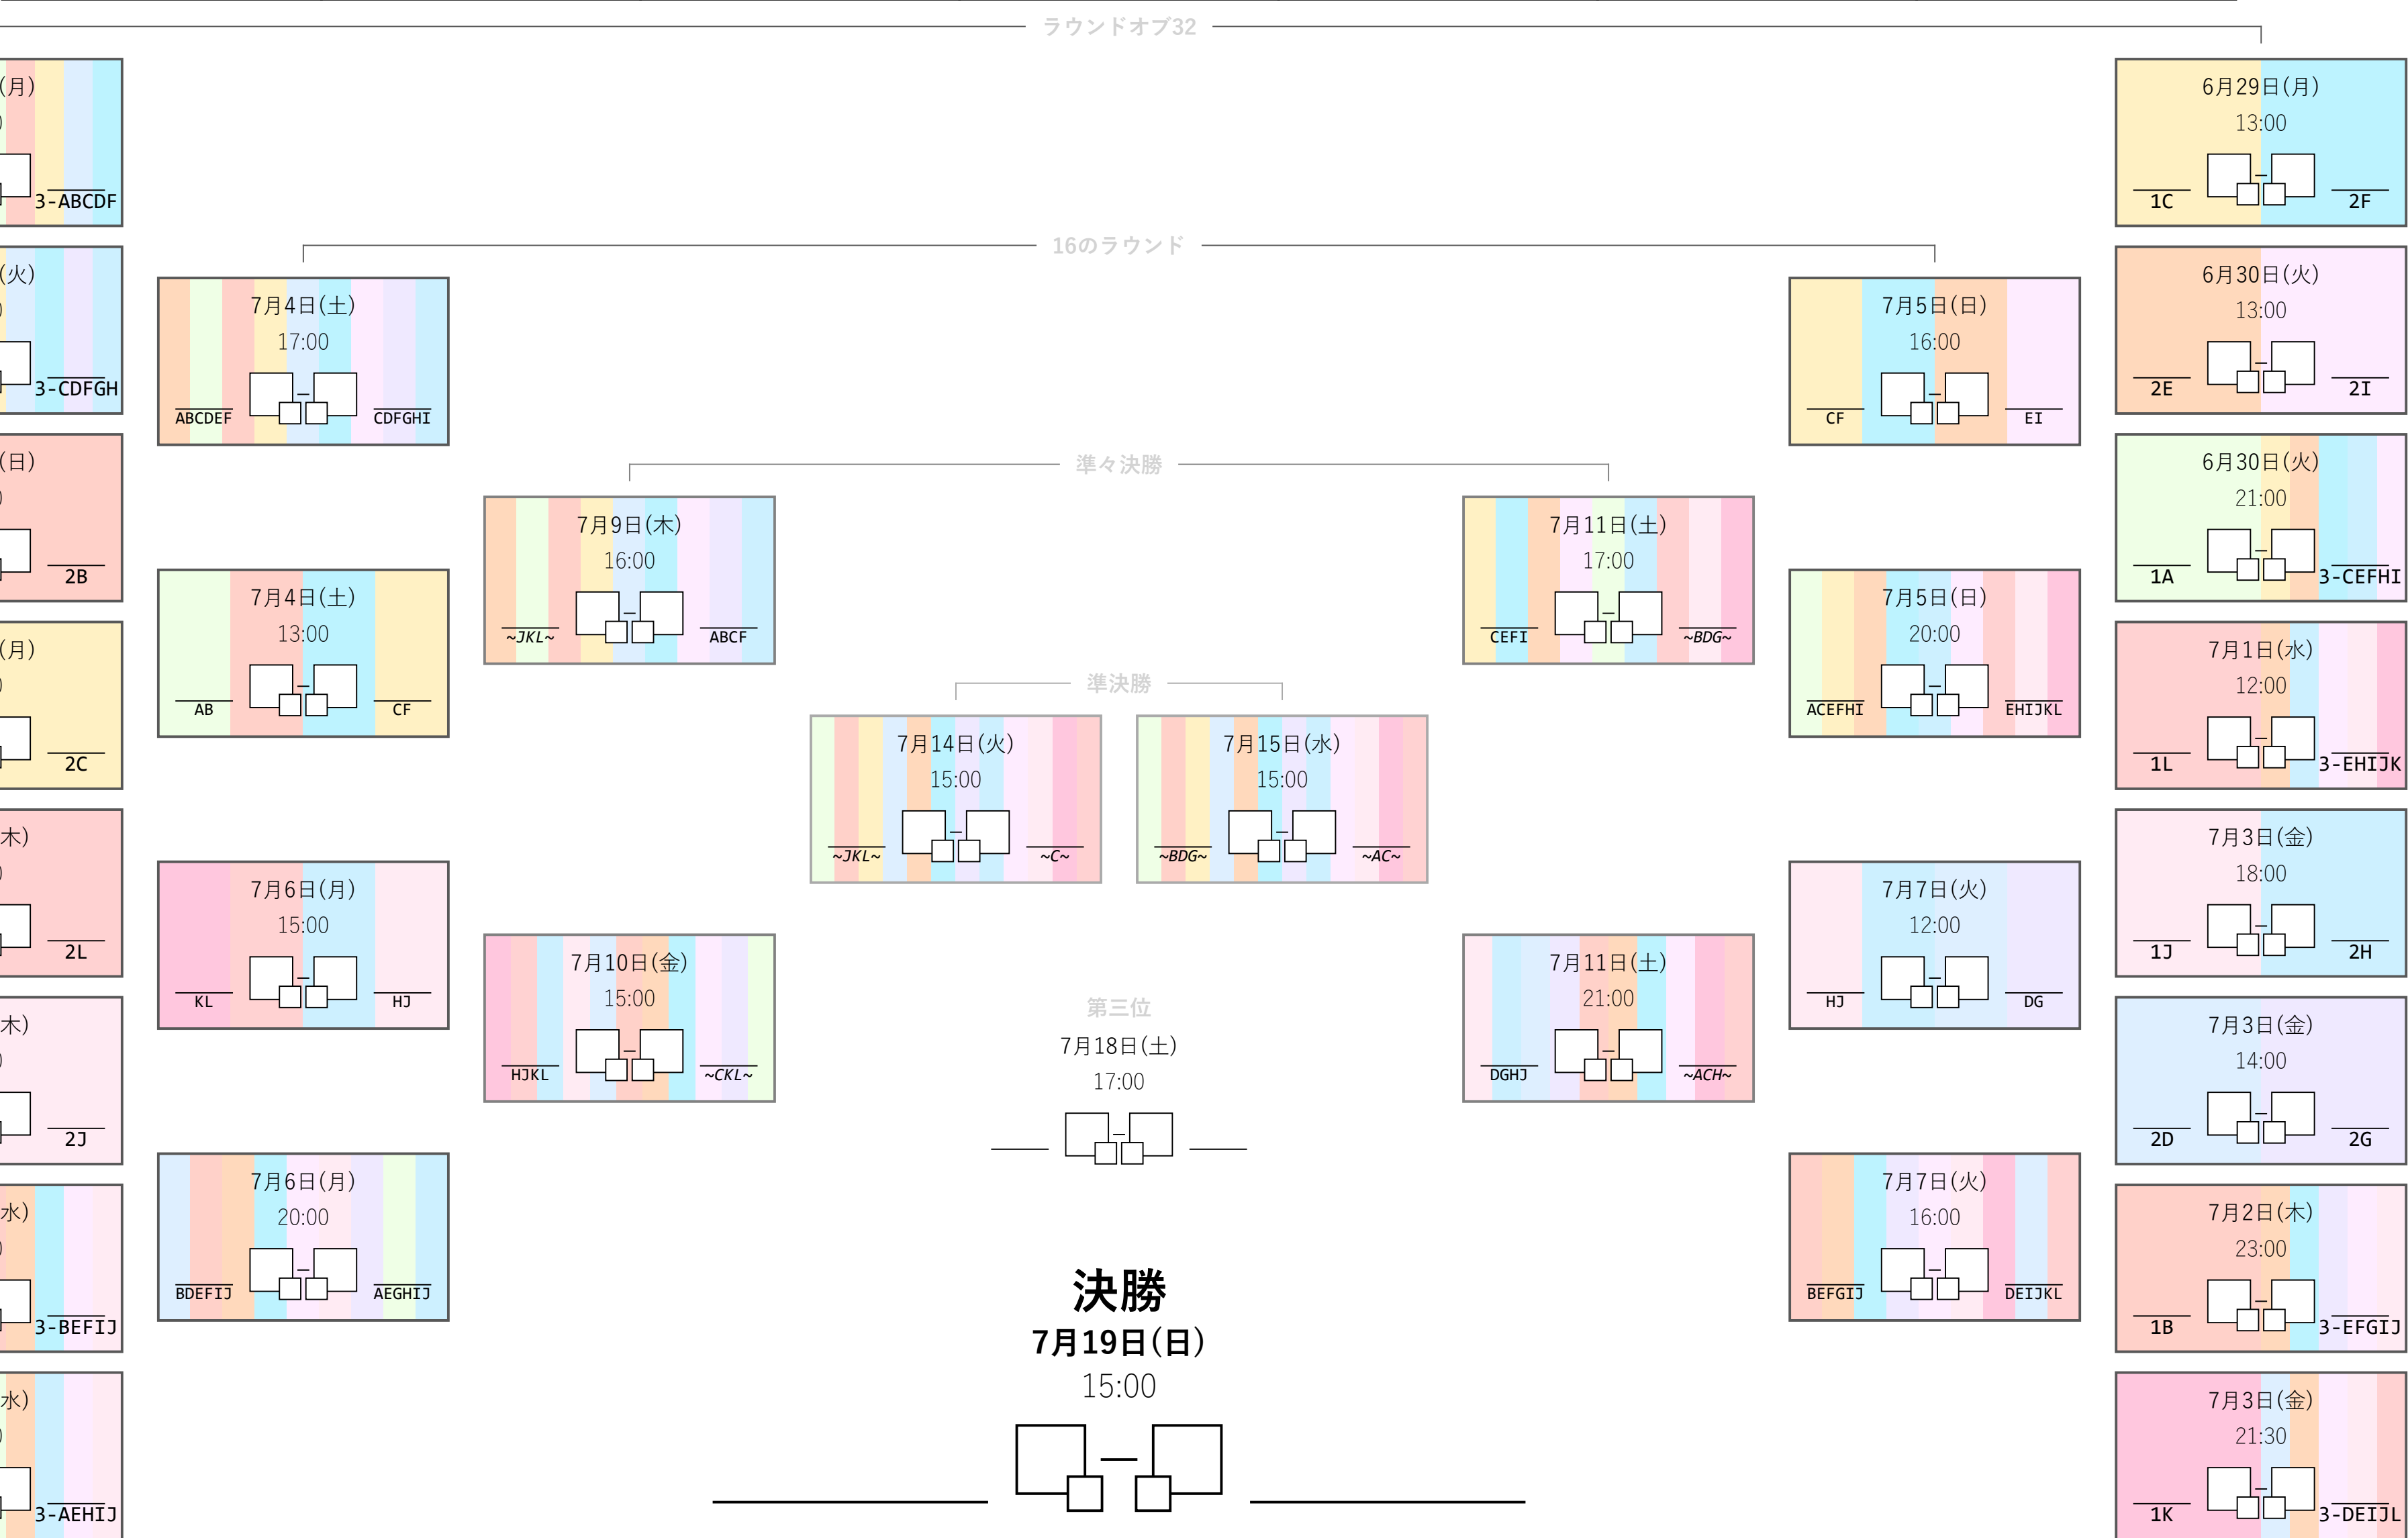 ラウンドオブ32
(月)
3-ABCDF
(火)
3-CDFGH
(日)
2B
(月)
2C
(木)
2L
(木)
2J
(水)
3-BEFIJ
(水)
3-AEHIJ
16のラウンド
7月4日(土)
17:00
ABCDEF
CDFGHI
7月4日(土)
13:00
AB
CF
7月6日(月)
15:00
KL
HJ
7月6日(月)
20:00
BDEFIJ
AEGHIJ
準々決勝
7月9日(木)
16:00
~JKL~
ABCF
7月10日(金)
15:00
HJKL
~CKL~
準決勝
7月14日(火)
15:00
~JKL~
~C~
7月15日(水)
15:00
~BDG~
~AC~
第三位
7月18日(土)
17:00
決勝
7月19日(日)
15:00
7月11日(土)
17:00
CEFI
~BDG~
7月11日(土)
21:00
DGHJ
~ACH~
7月5日(日)
16:00
CF
EI
7月5日(日)
20:00
ACEFHI
EHIJKL
7月7日(火)
12:00
HJ
DG
7月7日(火)
16:00
BEFGIJ
DEIJKL
6月29日(月)
13:00
1C
2F
6月30日(火)
13:00
2E
2I
6月30日(火)
21:00
1A
3-CEFHI
7月1日(水)
12:00
1L
3-EHIJK
7月3日(金)
18:00
1J
2H
7月3日(金)
14:00
2D
2G
7月2日(木)
23:00
1B
3-EFGIJ
7月3日(金)
21:30
1K
3-DEIJL